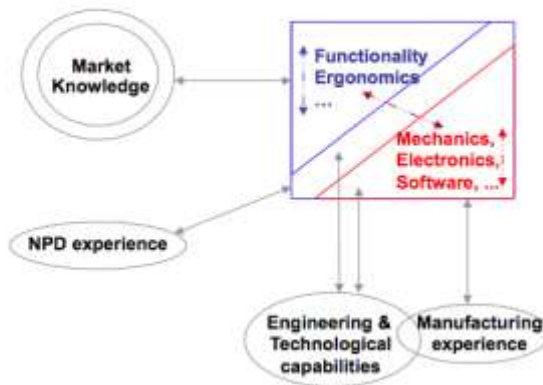 Market
Knowledge
Functionality
Ergonomics
...
Mechanics,
Electronics,
Software, ...
NPD experience
Engineering &
Technological
capabilities
Manufacturing
experience